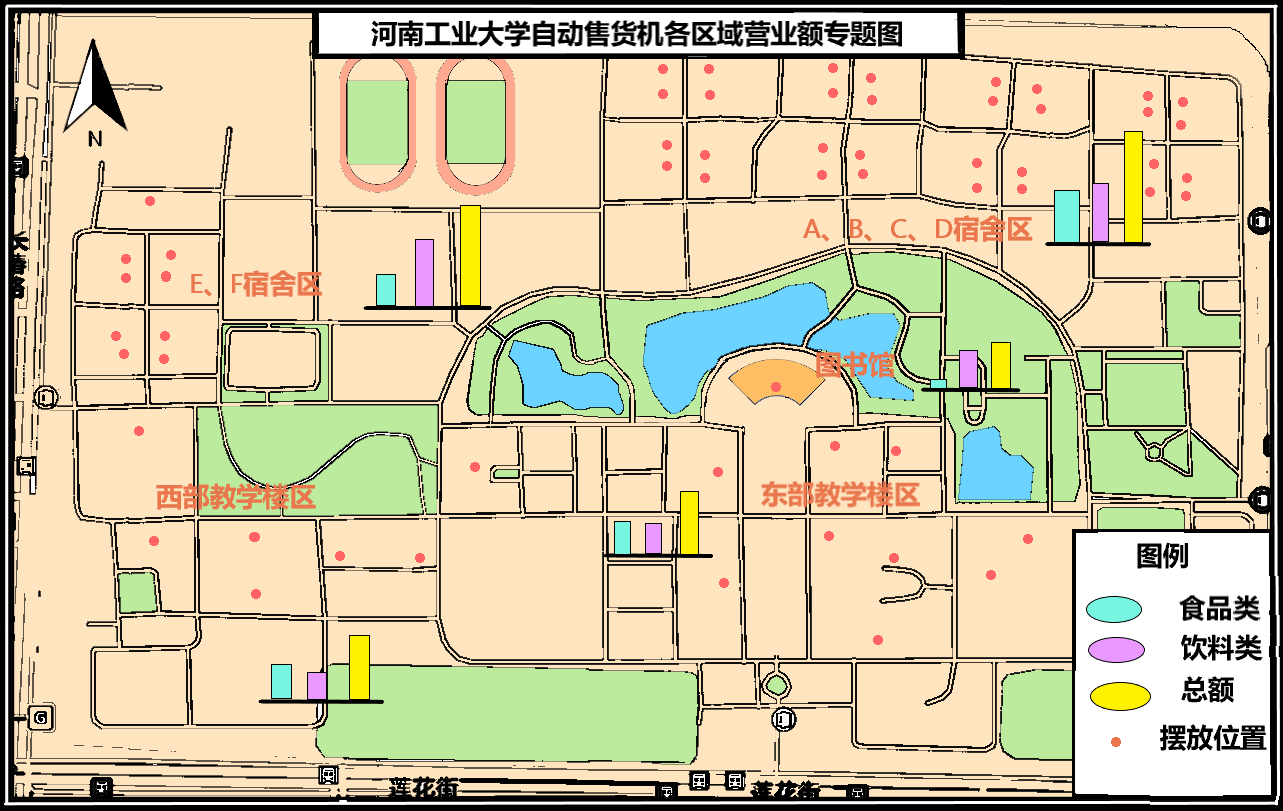 河南工业大学自动售货机各区域营业额专题图
N
A、B、C、D宿舍区
E、F宿舍区
图书馆
西部教学楼区
东部教学楼区
图例
食品类
饮料类
总额
摆放位置
G
莲花街
莲花街